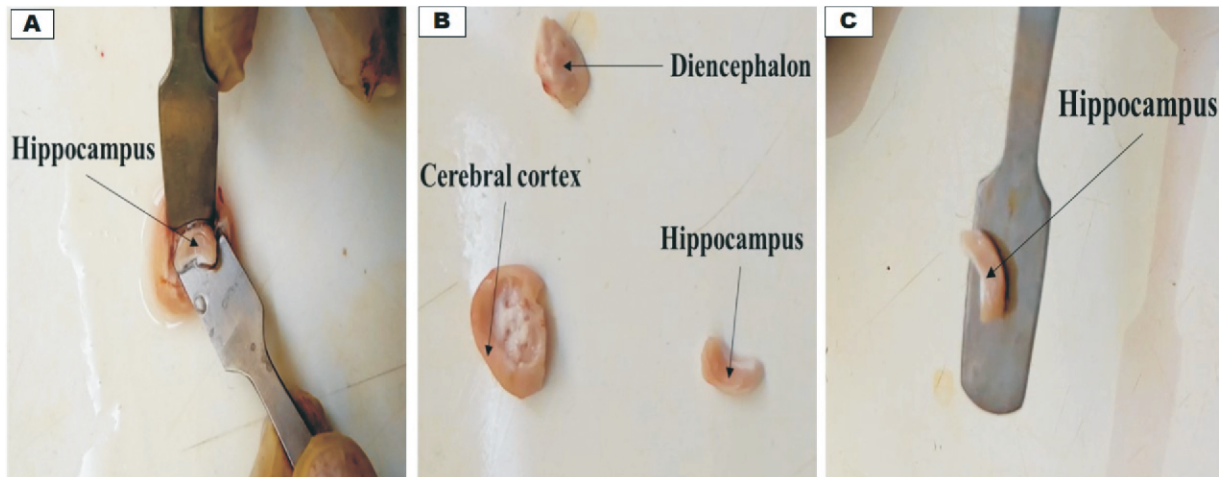 A
Hippocampus
B
Diencephalon
Cerebral cortex
Hippocampus
C
Hippocampus